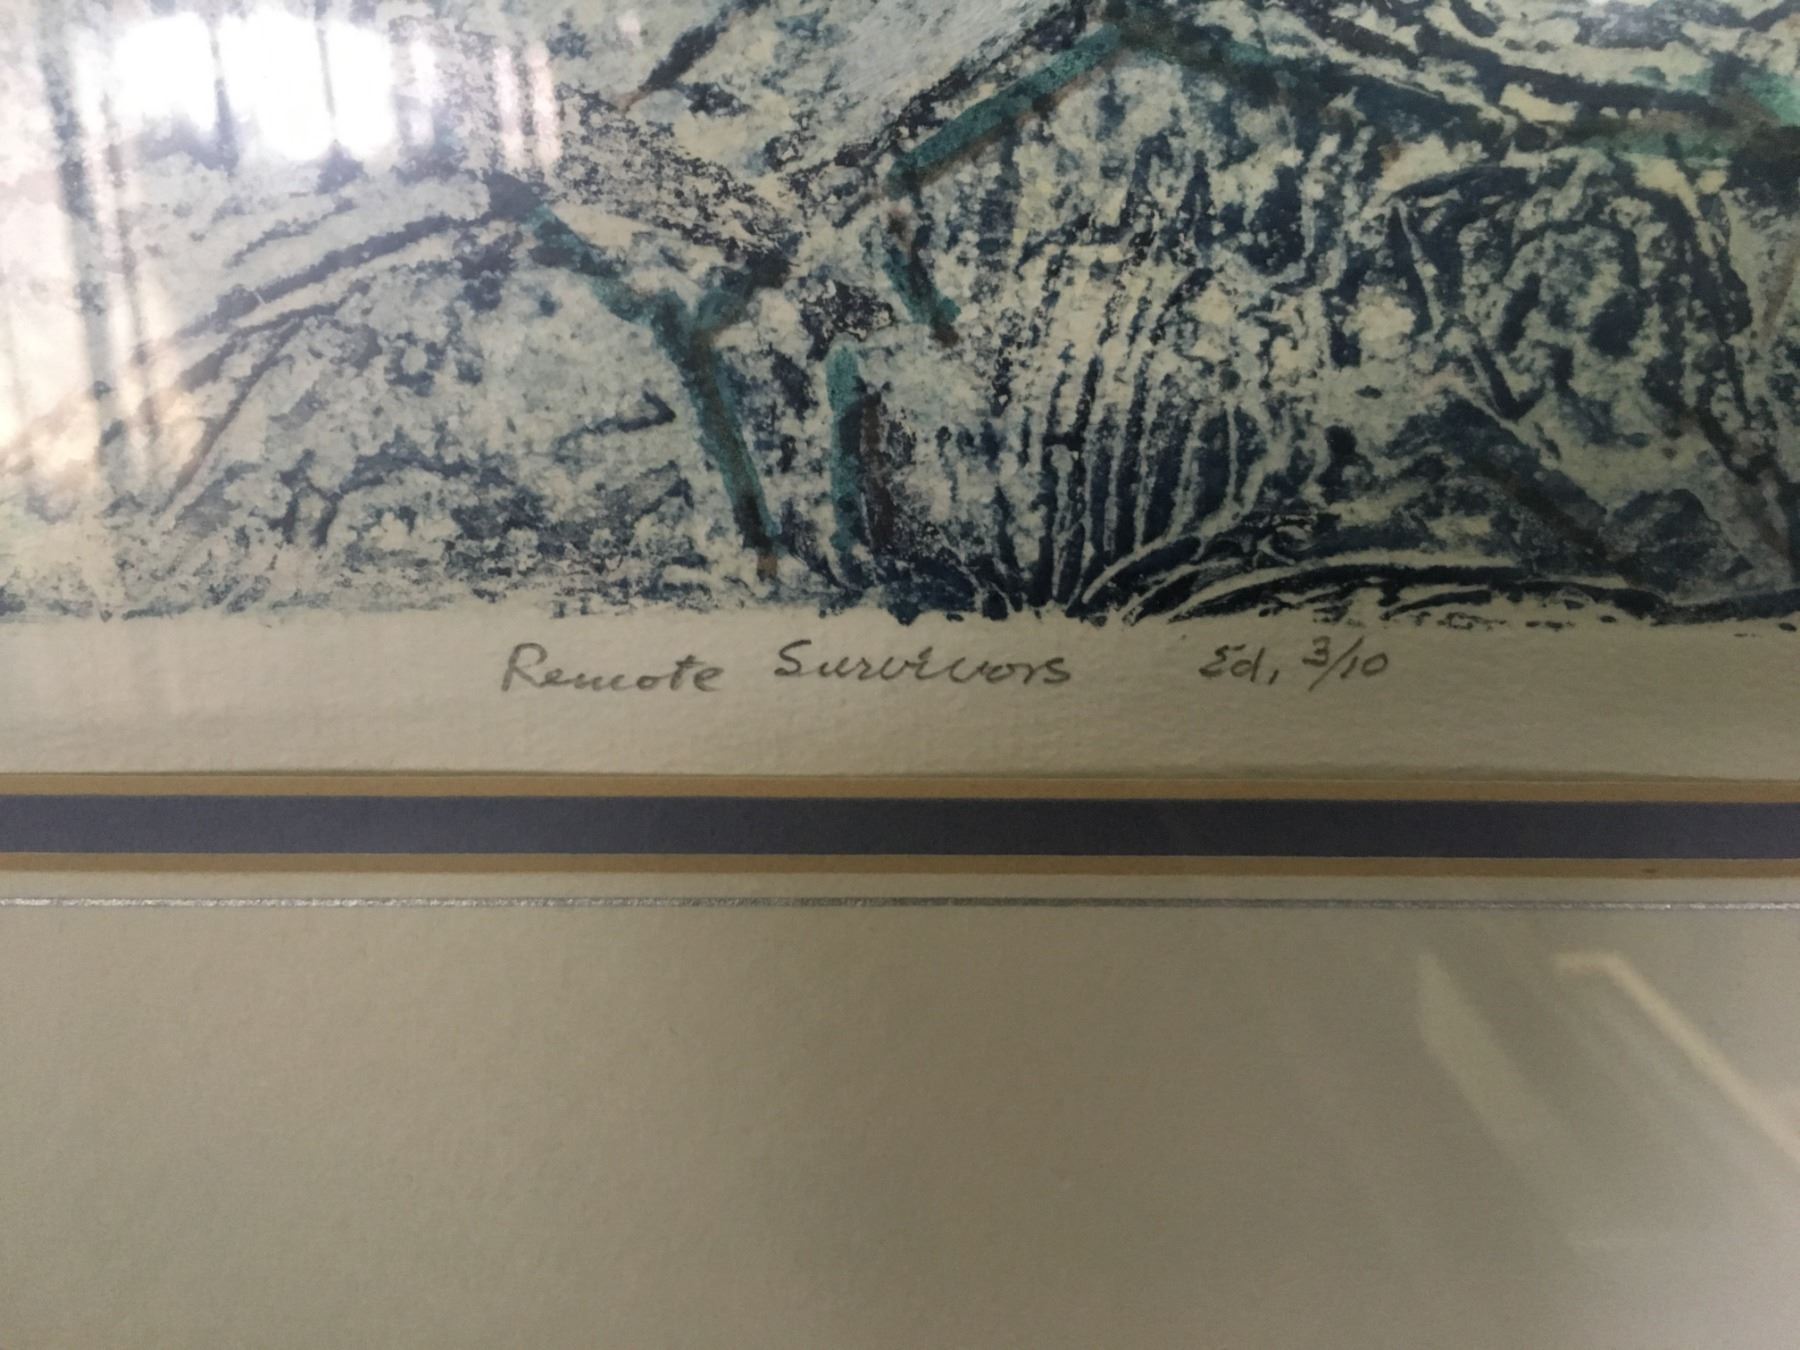 Remote Survivors Ed, 3/10